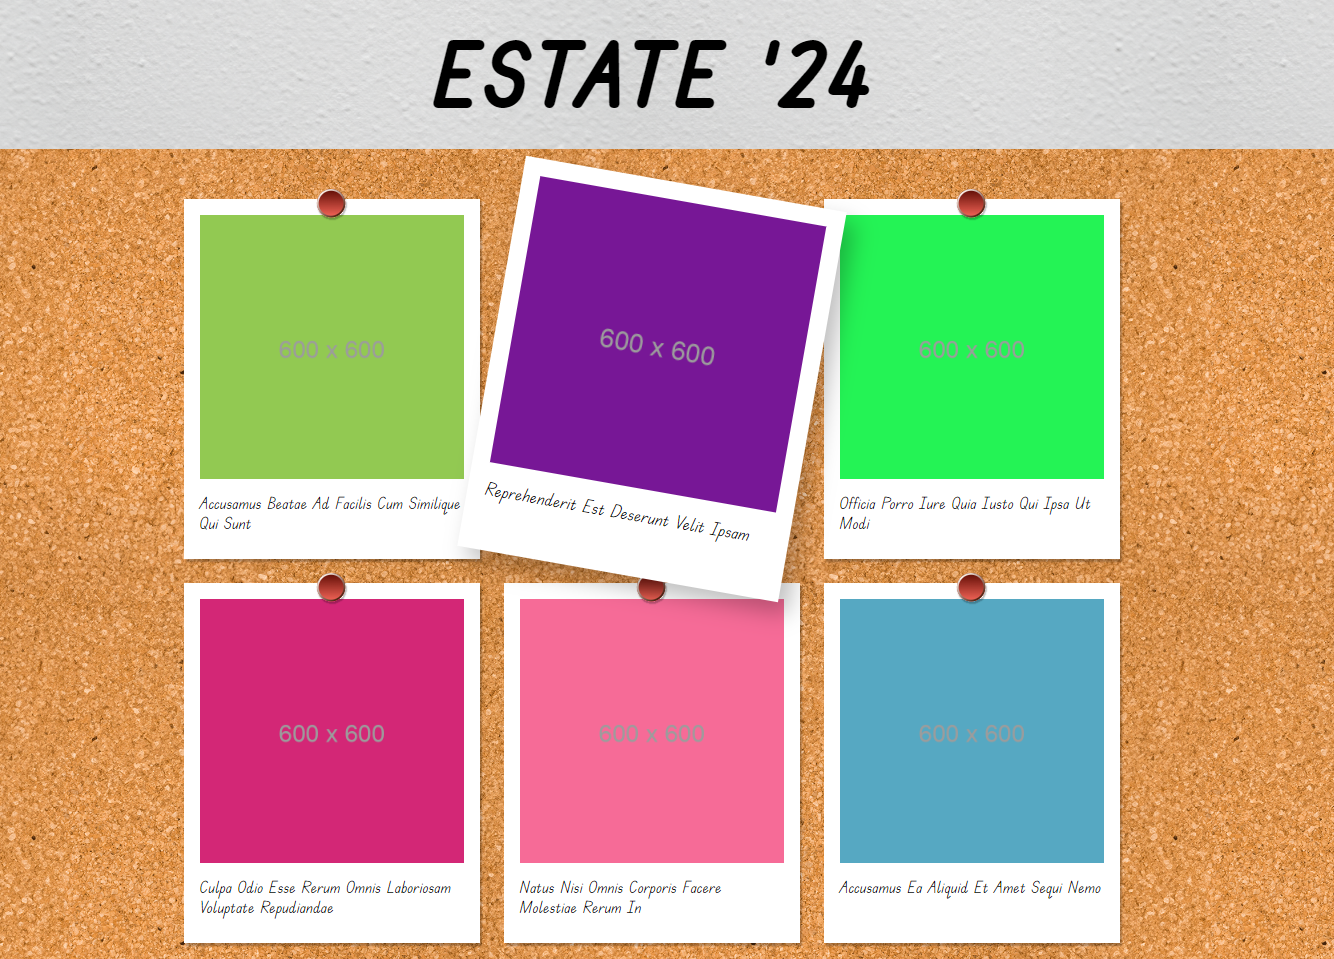 ESTATE '24
600 x 600
Accusamus Beatae Ad Facilis Cum Similique
Qui Sunt
600 x 600
Reprehenderit Est Deserunt Velit Ipsam
600 x 600
Officia Porro Iure Quia Iusto Qui Ipsa Ut
Modi
600 x 600
Culpa Odio Esse Rerum Omnis Laboriosam
Voluptate Repudiandae
600 x 600
Natus Nisi Omnis Corporis Facere
Molestiae Rerum In
600 x 600
Accusamus Ea Aliquid Et Amet Sequi Nemo